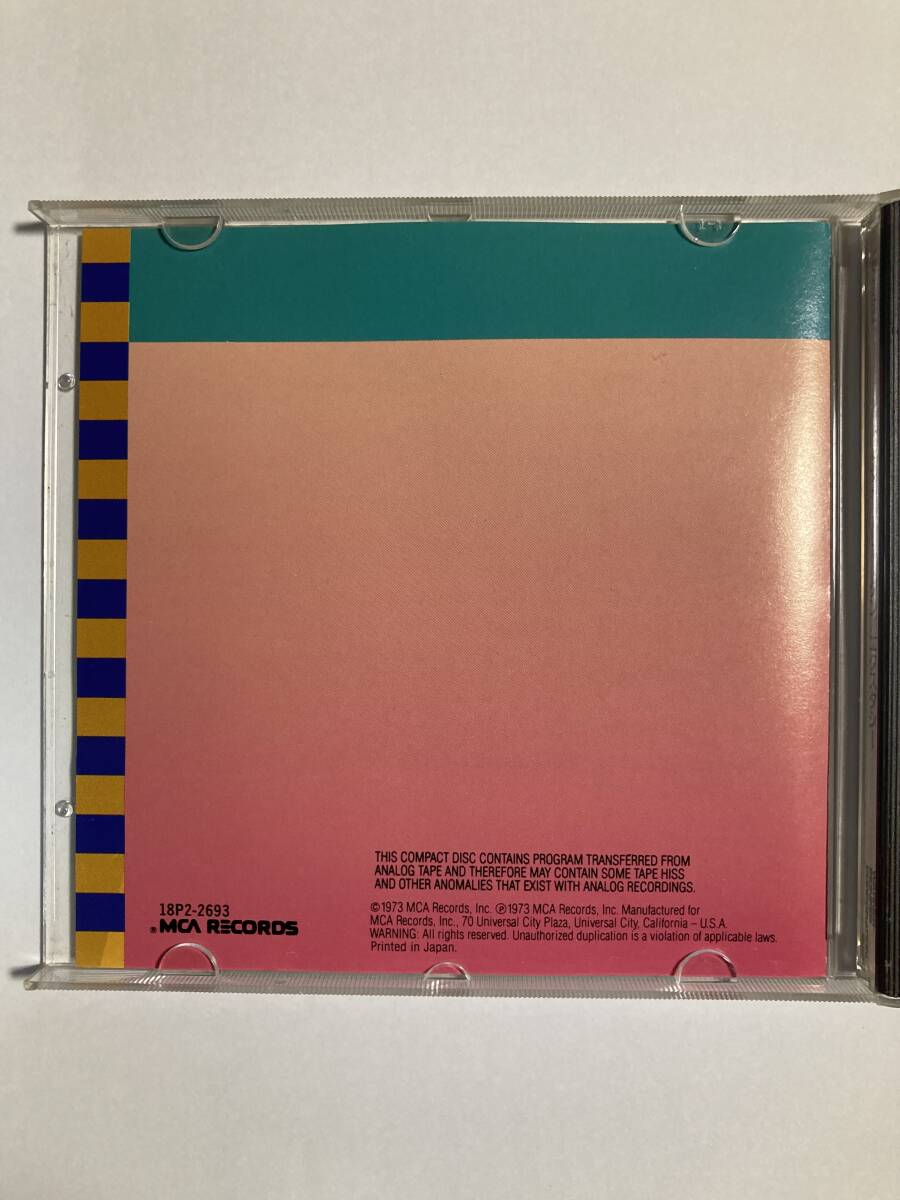 THIS COMPACT DISC CONTAINS PROGRAM TRANSFERRED FROM
ANALOG TAPE AND THEREFORE MAY CONTAIN SOME TAPE HISS
AND OTHER ANOMALIES THAT EXIST WITH ANALOG RECORDINGS.
18P2-2693
®MCA RECORDS
©1973 MCA Records, Inc. ℗1973 MCA Records, Inc. Manufactured for
MCA Records, Inc., 70 Universal City Plaza, Universal City, California – U.S.A.
WARNING: All rights reserved. Unauthorized duplication is a violation of applicable laws.
Printed in Japan.